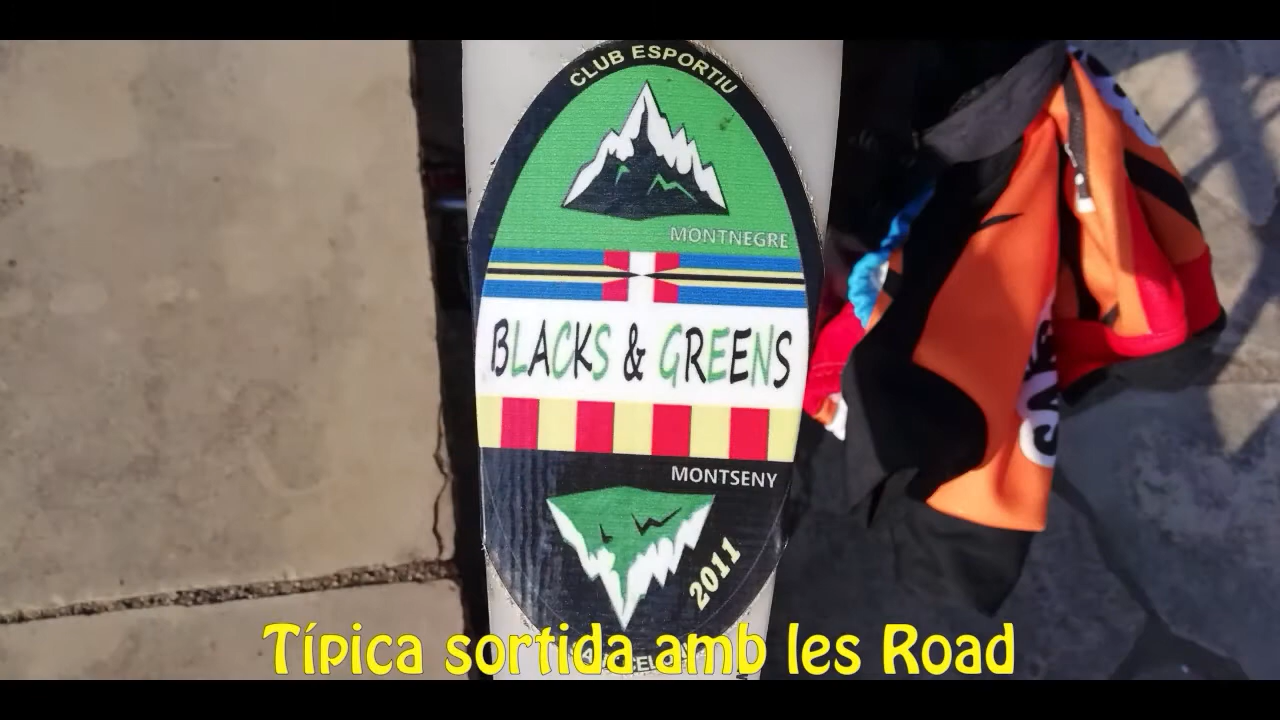 CLUB ESPORTIU
MONTNEGRE
BLACKS & GREENS
MONTSENY
2011
Típica sortida amb les Road